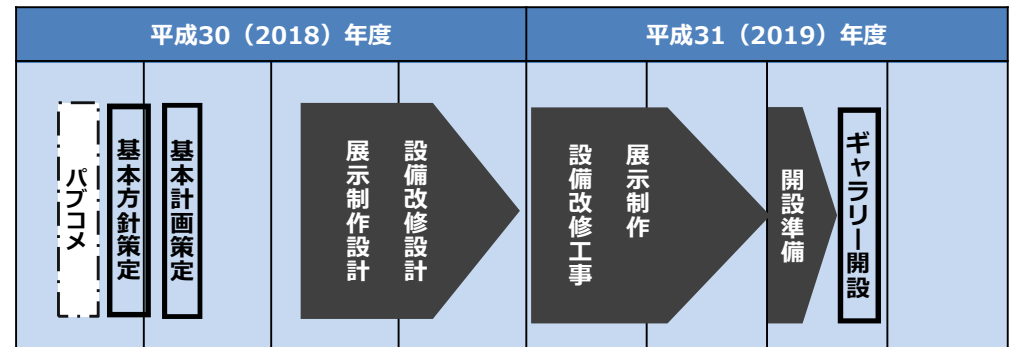 平成30（2018）年度
平成31（2019）年度
パブコメ
基本方針策定
基本計画策定
設備改修設計
展示制作設計
展示制作
設備改修工事
開設準備
ギャラリー開設